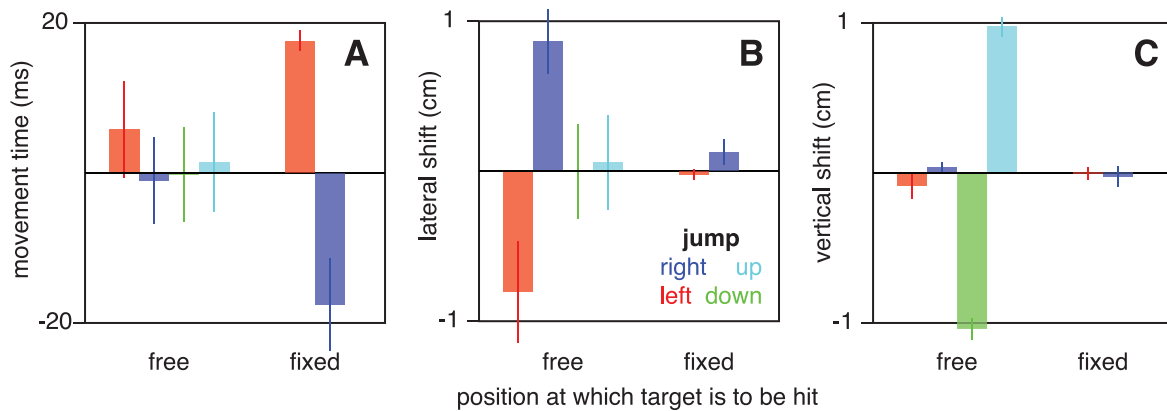 movement time (ms)
20
-20
A
free fixed
lateral shift (cm)
1
-1
B
jump
right up
left down
free fixed
vertical shift (cm)
1
-1
C
free fixed
position at which target is to be hit